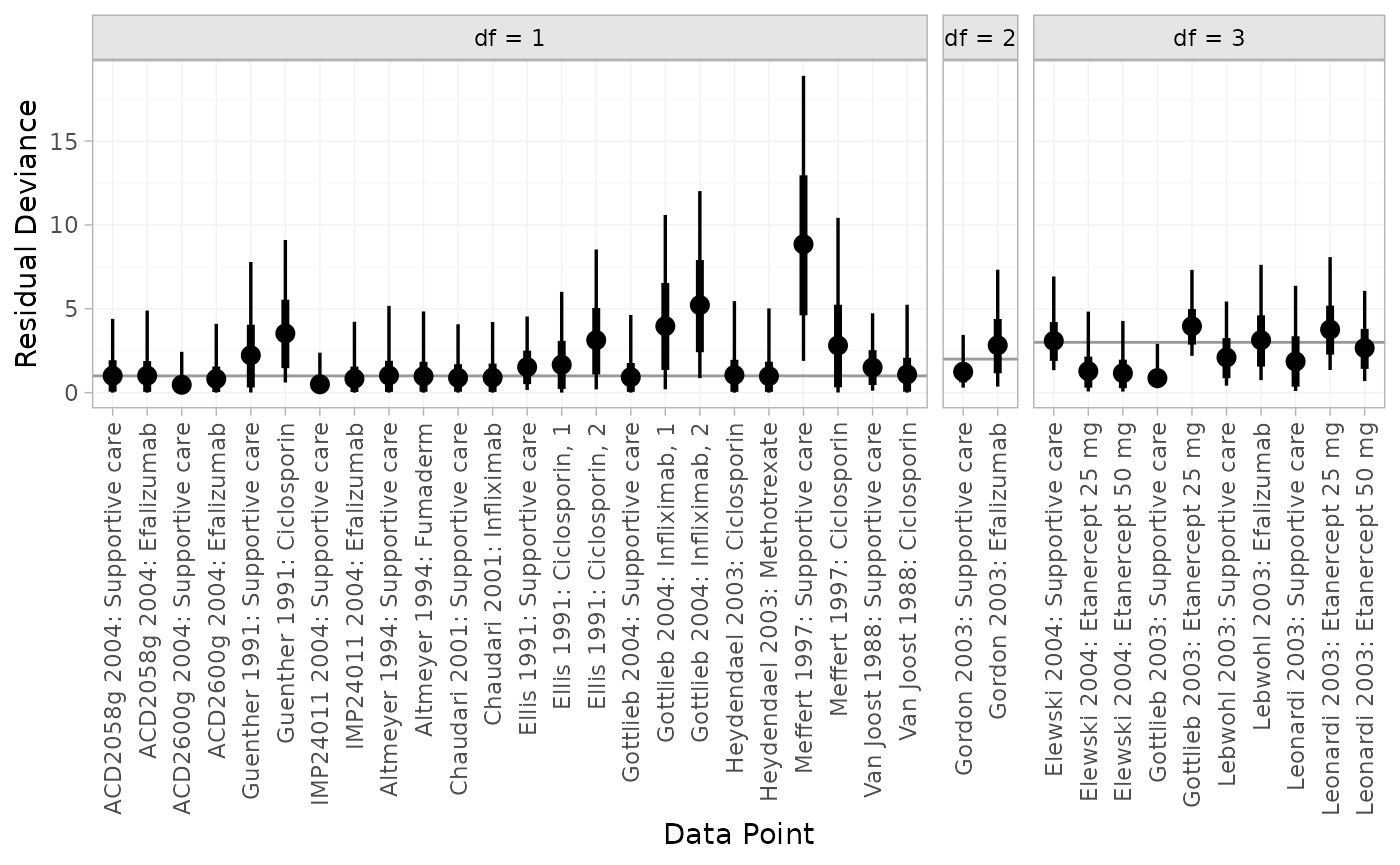 df = 1
df = 2
df = 3
Residual Deviance
15
10
5
0
ACD2058g 2004: Supportive care
ACD2058g 2004: Efalizumab
ACD2600g 2004: Supportive care
ACD2600g 2004: Efalizumab
Guenther 1991: Supportive care
Guenther 1991: Ciclosporin
IMP24011 2004: Supportive care
IMP24011 2004: Efalizumab
Altmeyer 1994: Supportive care
Altmeyer 1994: Fumaderm
Chaudari 2001: Supportive care
Chaudari 2001: Infliximab
Ellis 1991: Supportive care
Ellis 1991: Ciclosporin, 1
Ellis 1991: Ciclosporin, 2
Gottlieb 2004: Supportive care
Gottlieb 2004: Infliximab, 1
Gottlieb 2004: Infliximab, 2
Heydendael 2003: Ciclosporin
Heydendael 2003: Methotrexate
Meffert 1997: Supportive care
Meffert 1997: Ciclosporin
Van Joost 1988: Supportive care
Van Joost 1988: Ciclosporin
Gordon 2003: Supportive care
Gordon 2003: Efalizumab
Elewski 2004: Supportive care
Elewski 2004: Etanercept 25 mg
Elewski 2004: Etanercept 50 mg
Gottlieb 2003: Supportive care
Gottlieb 2003: Etanercept 25 mg
Lebwohl 2003: Supportive care
Lebwohl 2003: Efalizumab
Leonardi 2003: Supportive care
Leonardi 2003: Etanercept 25 mg
Leonardi 2003: Etanercept 50 mg
Data Point